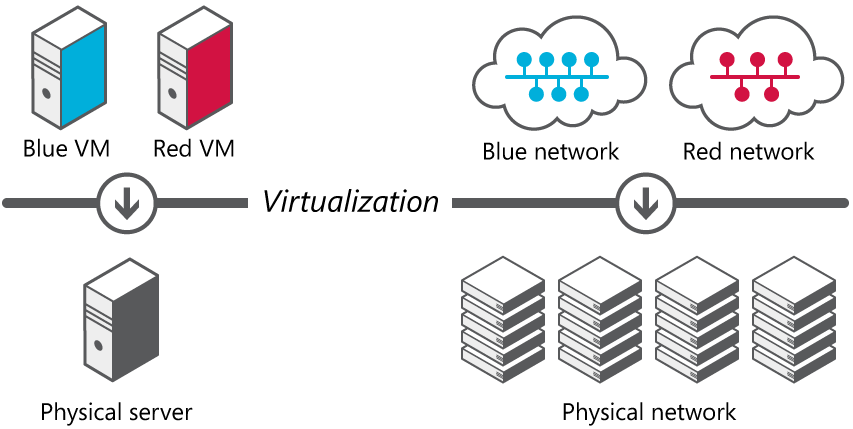 Blue VM
Red VM
Blue network
Red network
Virtualization
Physical server
Physical network